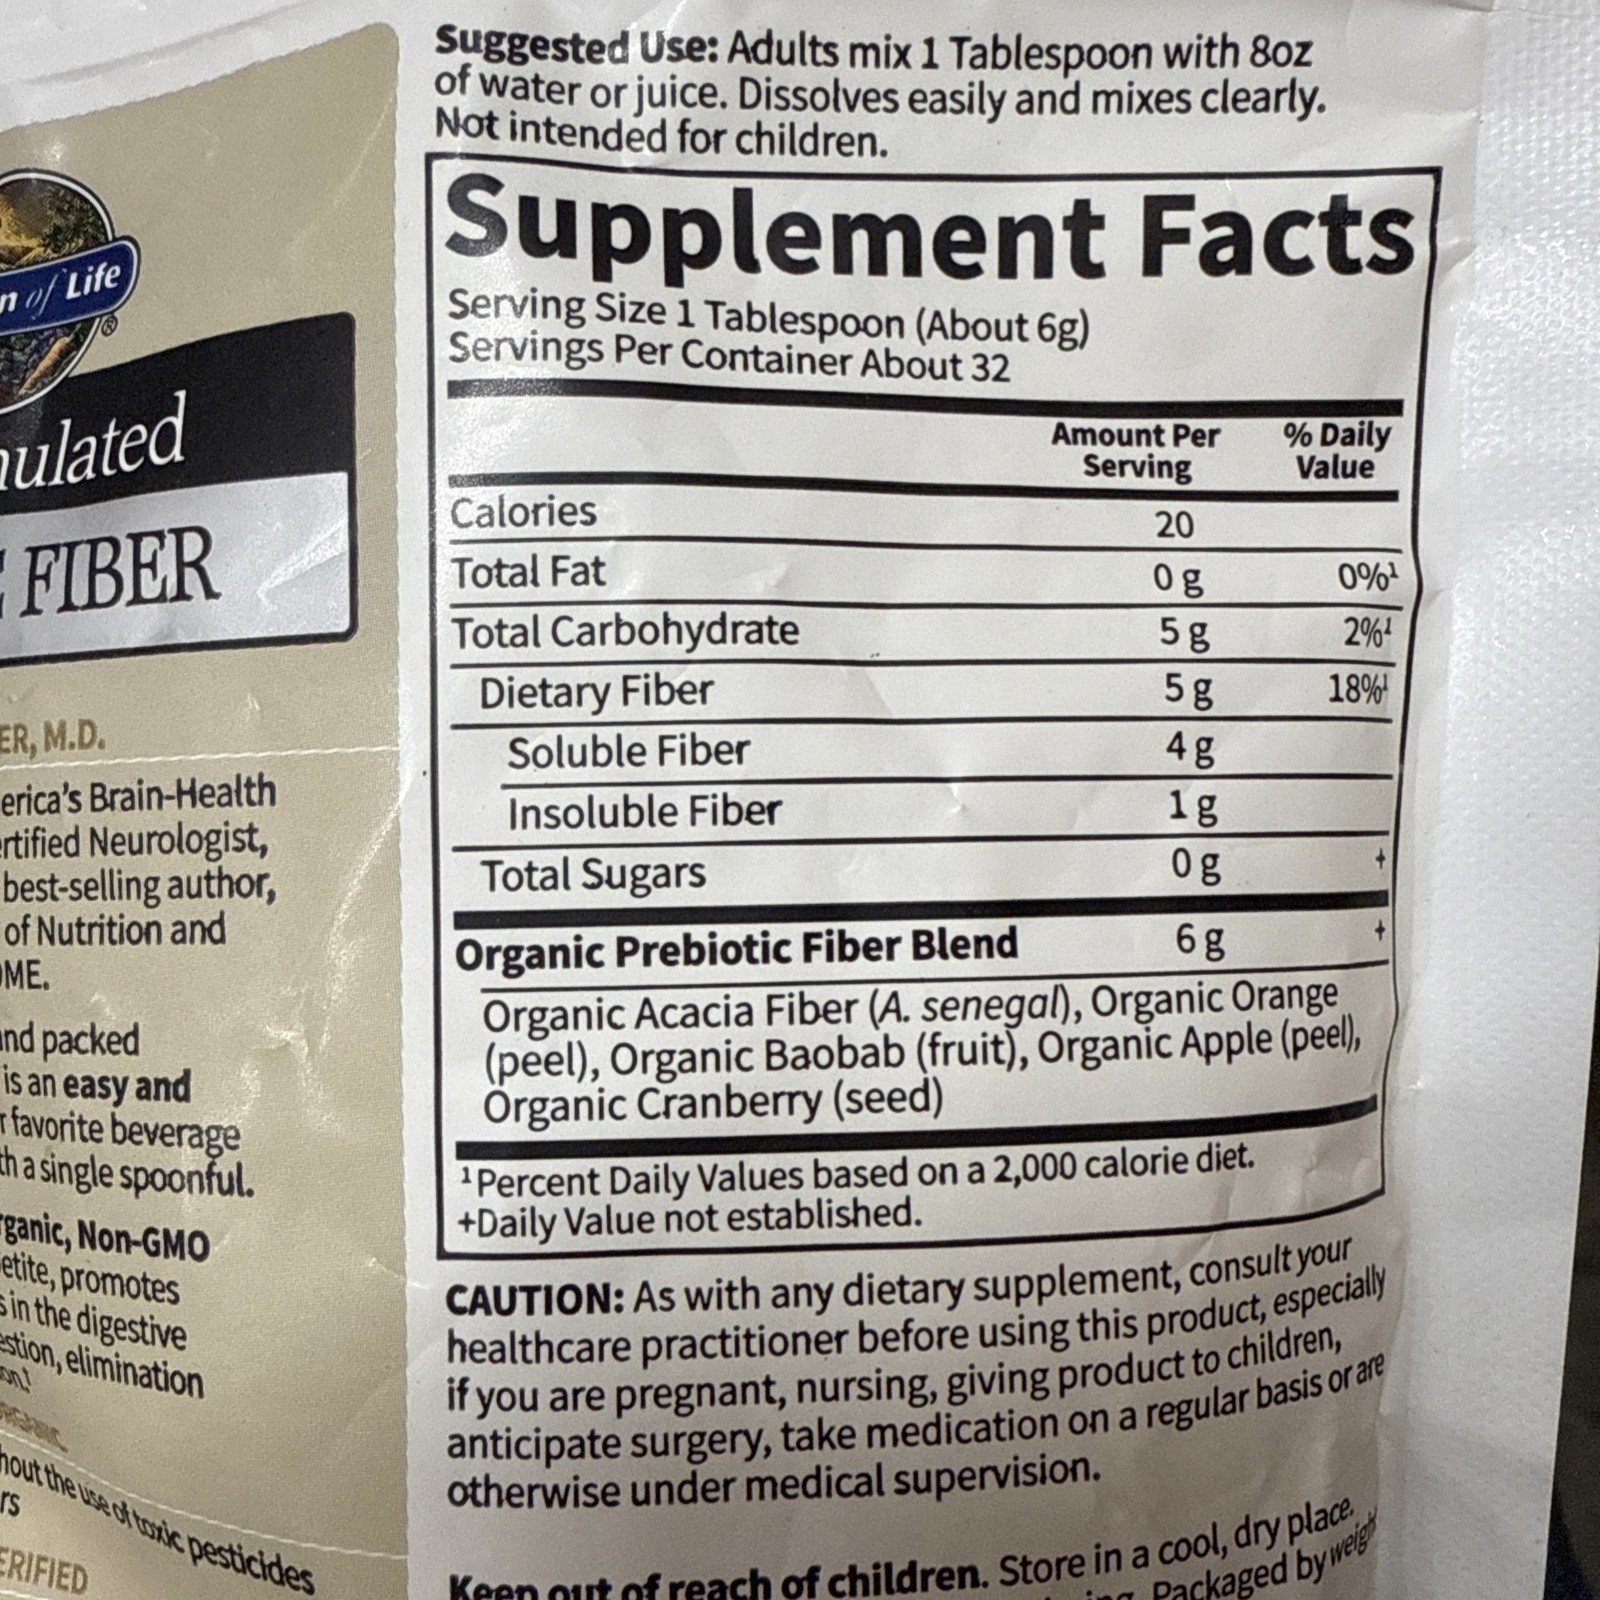 of Life
®
ulated
FIBER
ER, M.D.
erica's Brain-Health
rtified Neurologist,
best-selling author,
of Nutrition and
OME.
nd packed
is an easy and
r favorite beverage
th a single spoonful.
rganic, Non-GMO
etite, promotes
s in the digestive
estion, elimination
on.¹
hout the use of toxic pesticides
rs
ERIFIED
Suggested Use: Adults mix 1 Tablespoon with 8oz
of water or juice. Dissolves easily and mixes clearly.
Not intended for children.
Supplement Facts
Serving Size 1 Tablespoon (About 6g)
Servings Per Container About 32
Amount Per Serving % Daily Value
Calories 20
Total Fat 0 g 0%¹
Total Carbohydrate 5 g 2%¹
Dietary Fiber 5 g 18%¹
Soluble Fiber 4 g
Insoluble Fiber 1 g
Total Sugars 0 g +
Organic Prebiotic Fiber Blend 6 g +
Organic Acacia Fiber (A. senegal), Organic Orange
(peel), Organic Baobab (fruit), Organic Apple (peel),
Organic Cranberry (seed)
¹Percent Daily Values based on a 2,000 calorie diet.
+Daily Value not established.
CAUTION: As with any dietary supplement, consult your
healthcare practitioner before using this product, especially
if you are pregnant, nursing, giving product to children,
anticipate surgery, take medication on a regular basis or are
otherwise under medical supervision.
Keep out of reach of children. Store in a cool, dry place.
Packaged by weight